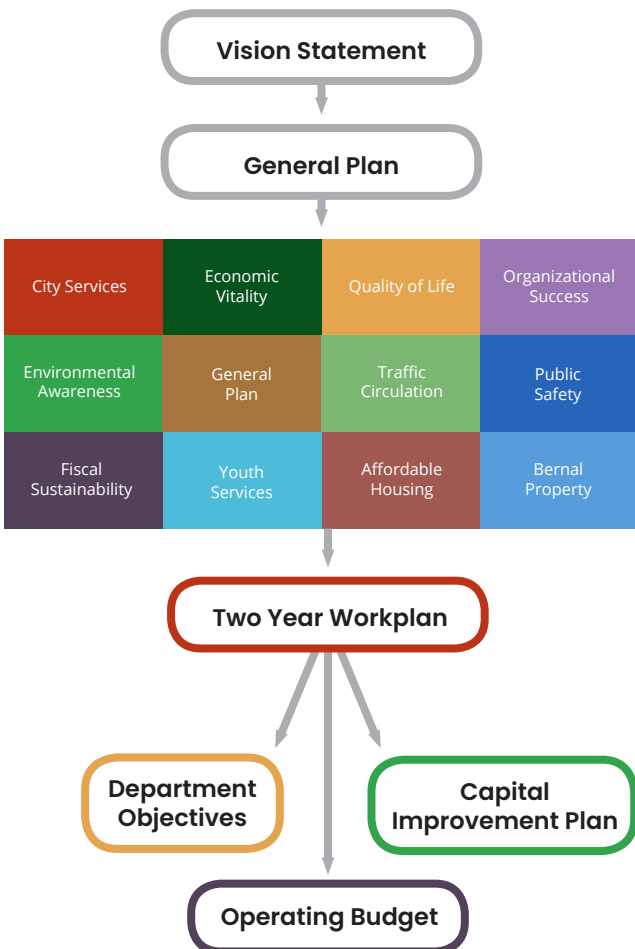 Vision Statement
General Plan
City Services
Economic
Vitality
Quality of Life
Organizational
Success
Environmental
Awareness
General
Plan
Traffic
Circulation
Public
Safety
Fiscal
Sustainability
Youth
Services
Affordable
Housing
Bernal
Property
Two Year Workplan
Department
Objectives
Capital
Improvement Plan
Operating Budget